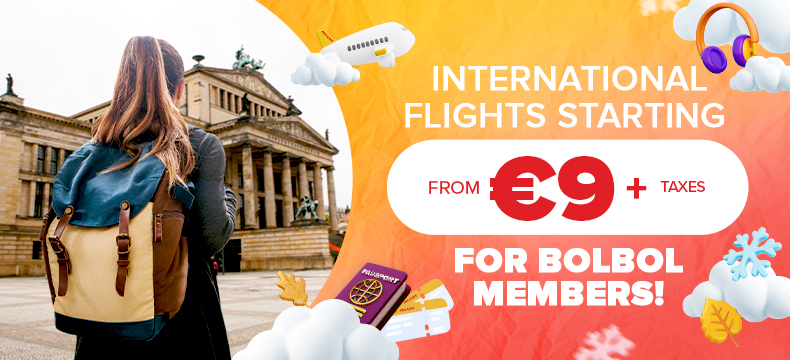 INTERNATIONAL
FLIGHTS STARTING
FROM €9 + TAXES
FOR BOLBOL
MEMBERS!
PASSPORT